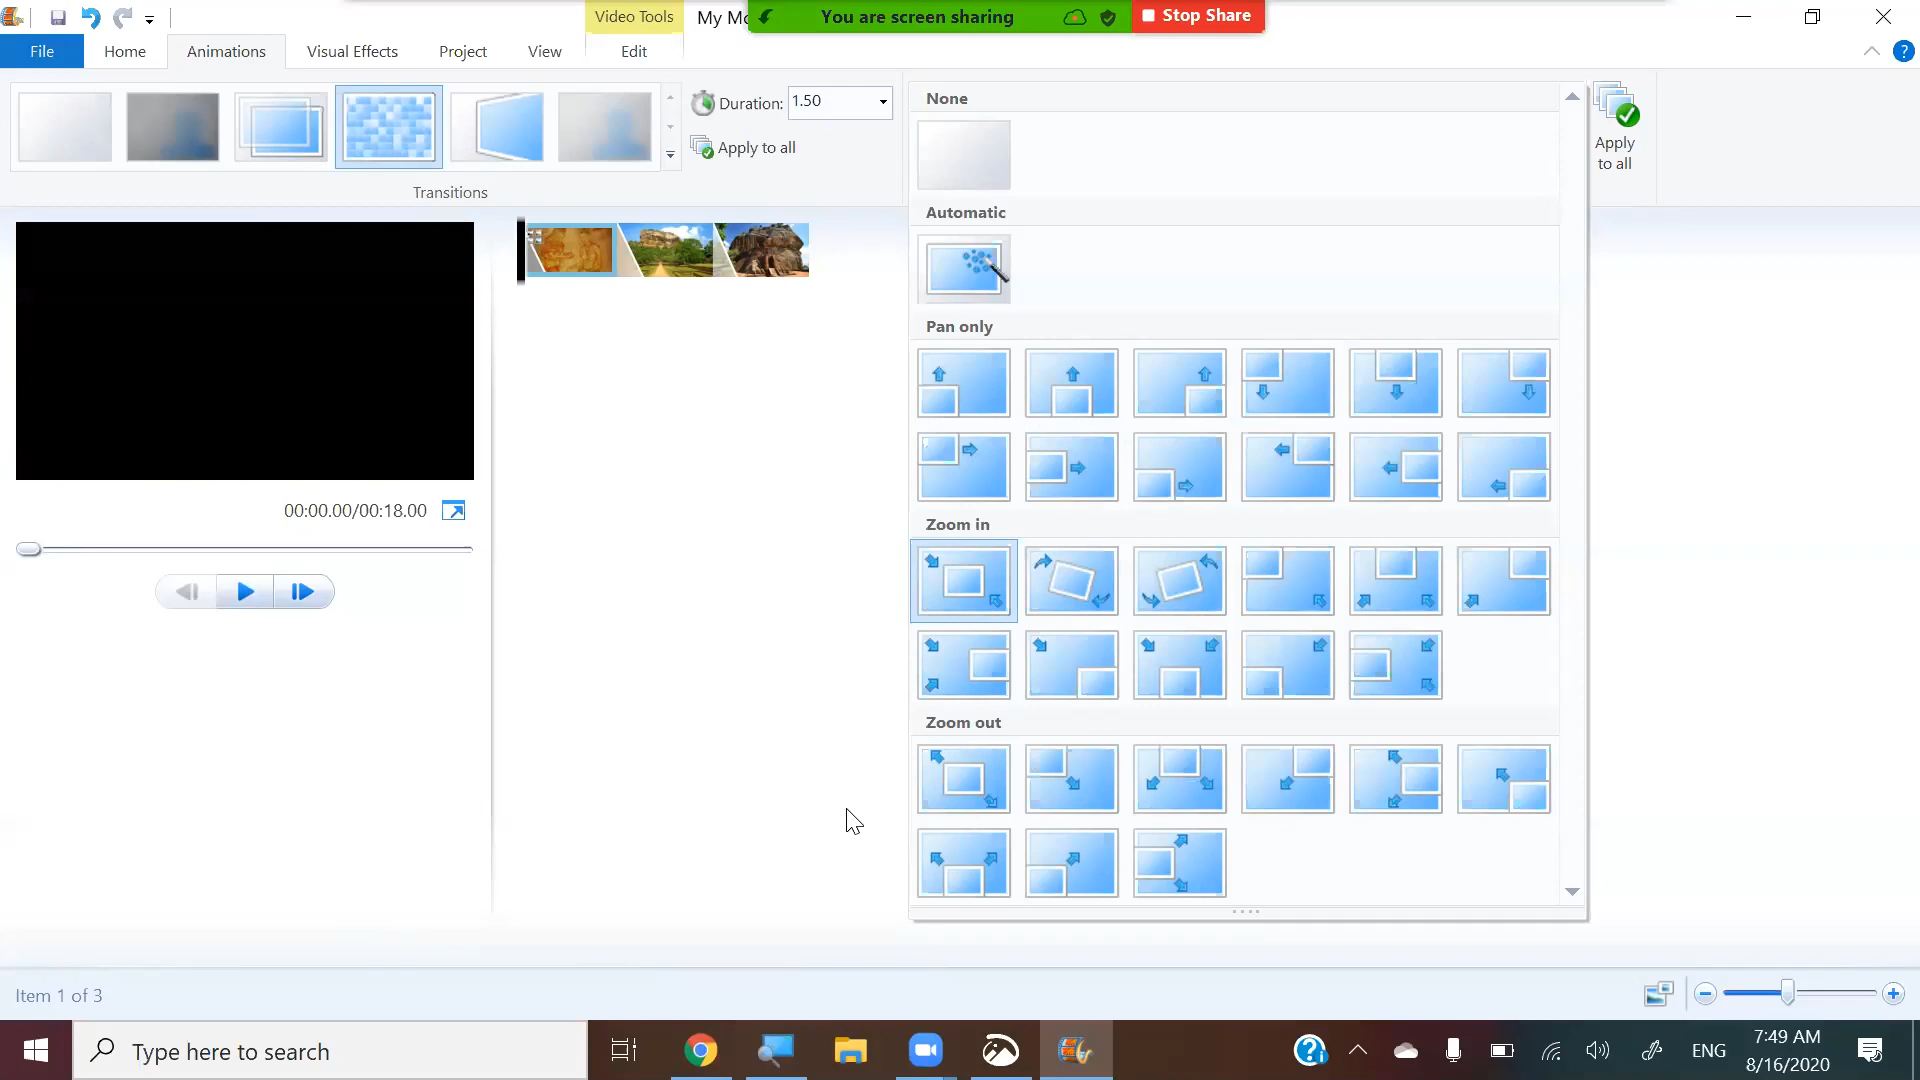 Video Tools
My Mo
You are screen sharing
Stop Share
File
Home
Animations
Visual Effects
Project
View
Edit
Duration:
1.50
Apply to all
Transitions
None
Automatic
Pan only
Zoom in
Zoom out
Apply
to all
00:00.00/00:18.00
Item 1 of 3
Type here to search
ENG
7:49 AM
8/16/2020